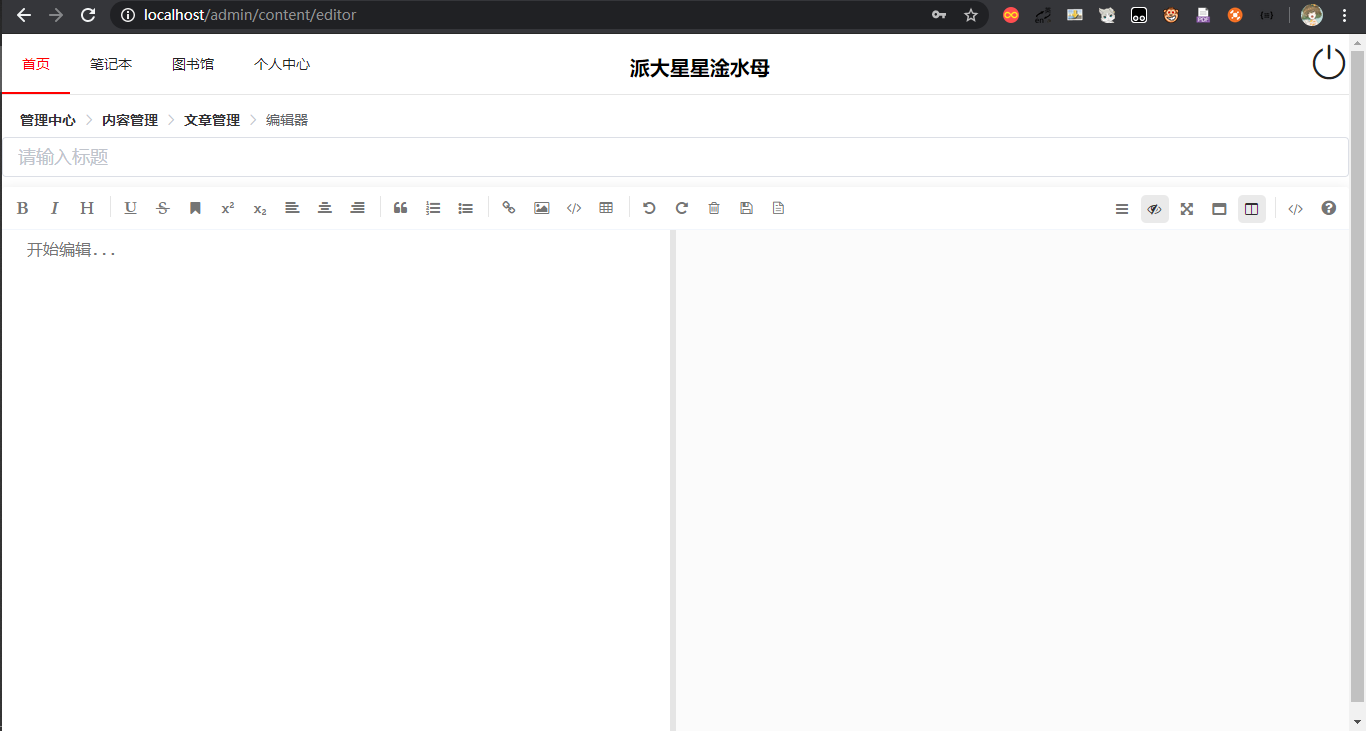 localhost/admin/content/editor
首页 笔记本 图书馆 个人中心 派大星星淦水母
管理中心 > 内容管理 > 文章管理 > 编辑器
请输入标题
B I H U S x² x₂
开始编辑...